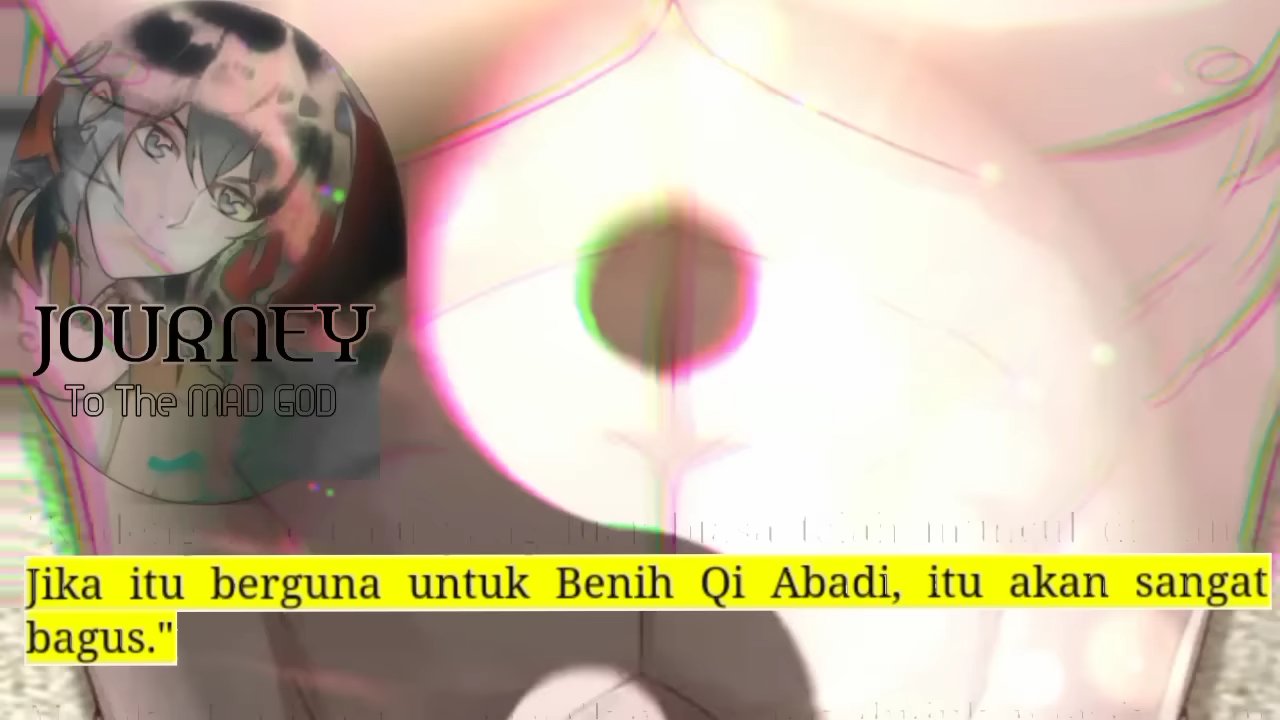 JOURNEY
To The MAD GOD
Jika itu berguna untuk Benih Qi Abadi, itu akan sangat
bagus."